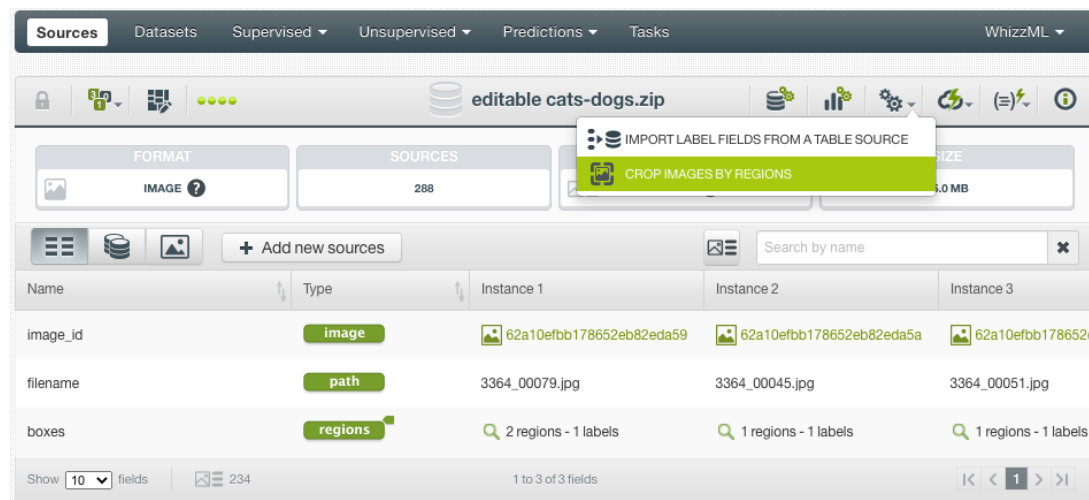 Sources Datasets Supervised Unsupervised Predictions Tasks WhizzML
editable cats-dogs.zip
IMPORT LABEL FIELDS FROM A TABLE SOURCE
CROP IMAGES BY REGIONS
FORMAT SOURCES
IMAGE ? 288
Add new sources
Search by name
Name Type Instance 1 Instance 2 Instance 3
image_id image 62a10efbb178652eb82eda59 62a10efbb178652eb82eda5a
filename path 3364_00079.jpg 3364_00045.jpg 3364_00051.jpg
boxes regions 2 regions - 1 labels 1 regions - 1 labels 1 regions - 1 labels
Show 10 fields 234 1 to 3 of 3 fields 1